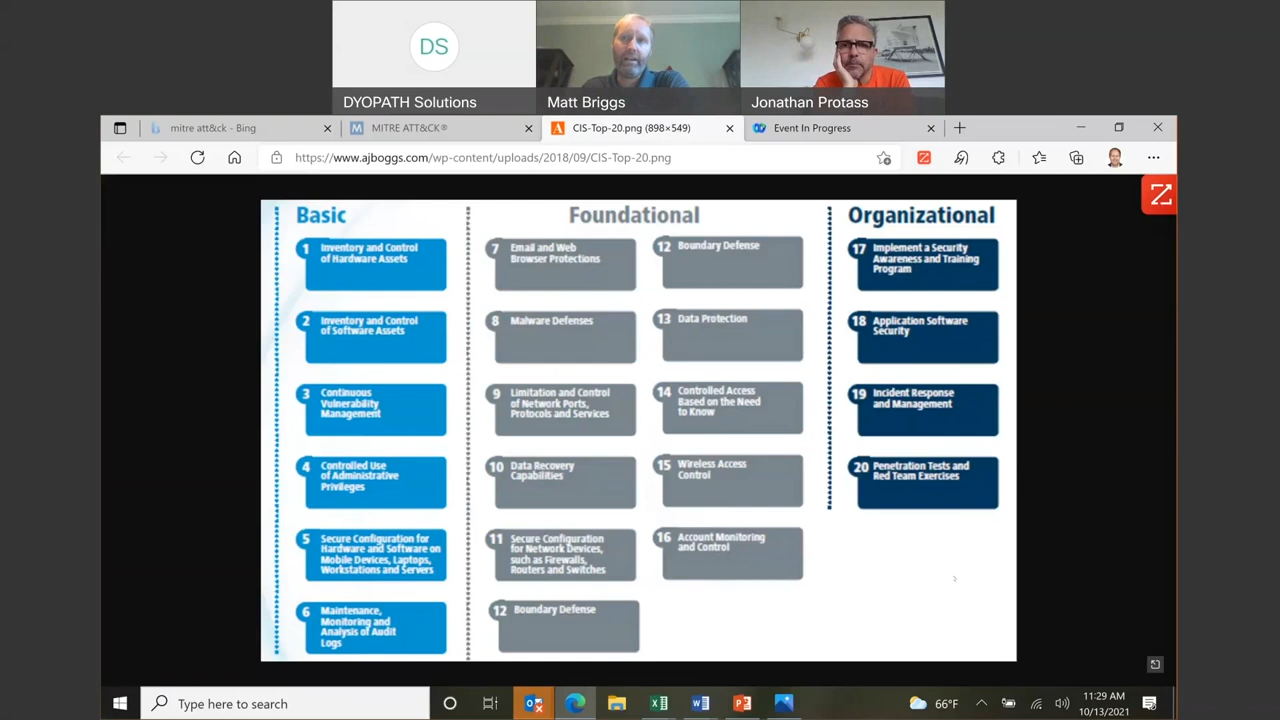 DS
DYOPATH Solutions
Matt Briggs
Jonathan Protass
mitre att&ck - Bing
MITRE ATT&CK®
CIS-Top-20.png (898×549)
Event In Progress
https://www.ajboggs.com/wp-content/uploads/2018/09/CIS-Top-20.png
Basic
1 Inventory and Control
of Hardware Assets
2 Inventory and Control
of Software Assets
3 Continuous
Vulnerability
Management
4 Controlled Use
of Administrative
Privileges
5 Secure Configuration for
Hardware and Software on
Mobile Devices, Laptops,
Workstations and Servers
6 Maintenance,
Monitoring and
Analysis of Audit
Logs
Foundational
7 Email and Web
Browser Protections
8 Malware Defenses
9 Limitation and Control
of Network Ports,
Protocols and Services
10 Data Recovery
Capabilities
11 Secure Configuration
for Network Devices,
such as Firewalls,
Routers and Switches
12 Boundary Defense
12 Boundary Defense
13 Data Protection
14 Controlled Access
Based on the Need
to Know
15 Wireless Access
Control
16 Account Monitoring
and Control
Organizational
17 Implement a Security
Awareness and Training
Program
18 Application Software
Security
19 Incident Response
and Management
20 Penetration Tests and
Red Team Exercises
Type here to search
66°F
11:29 AM
10/13/2021